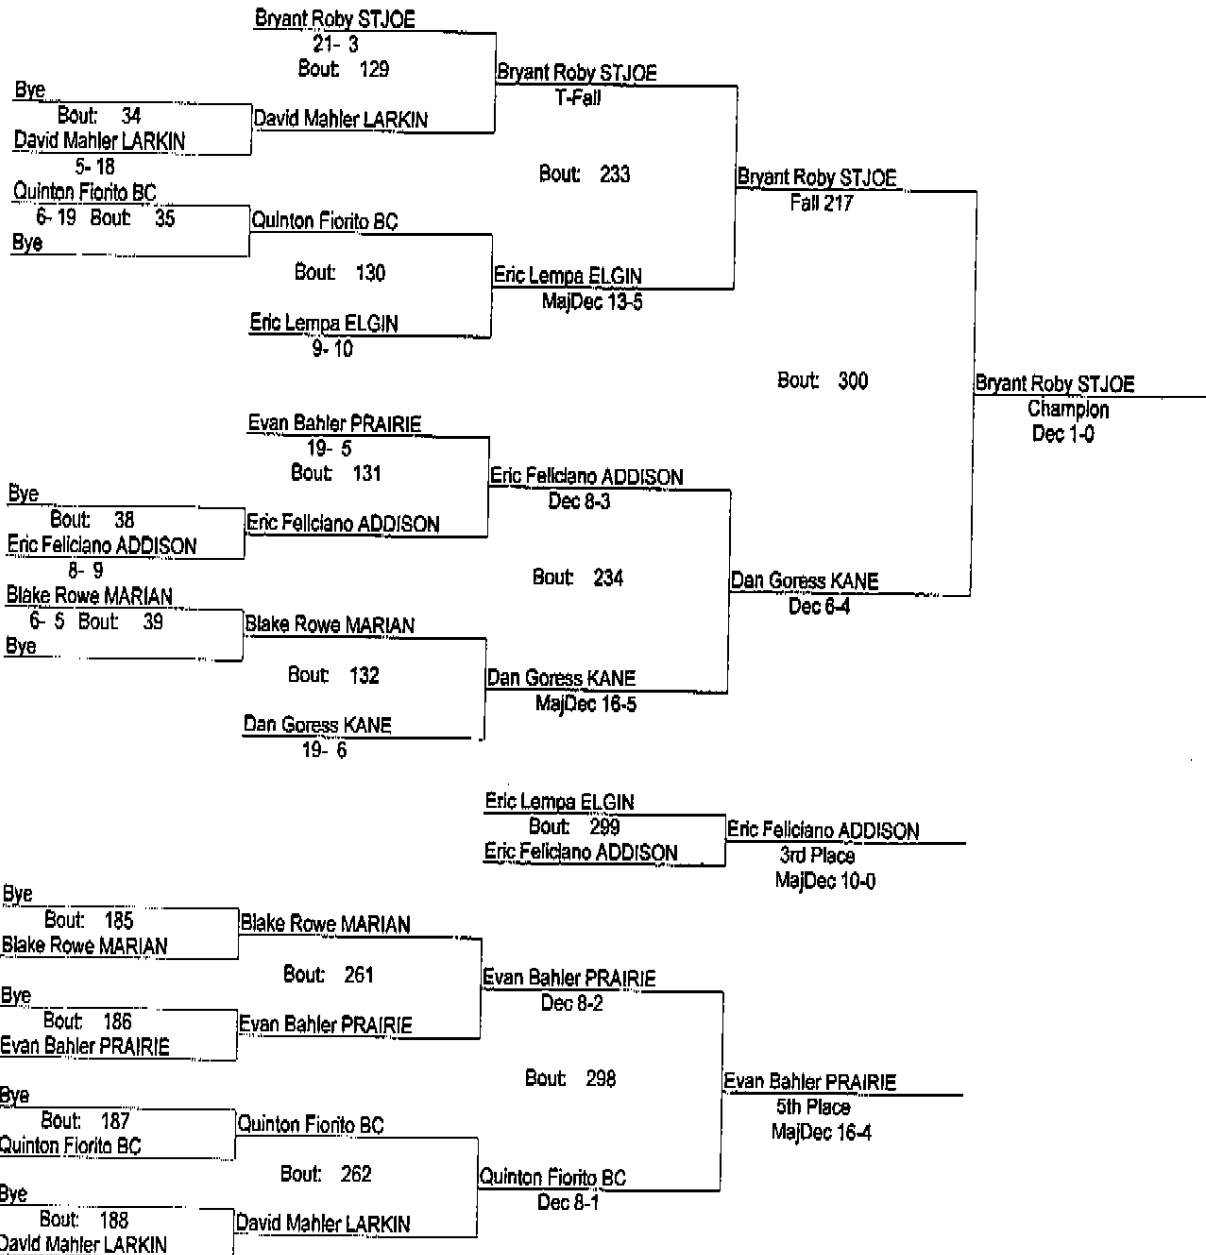 Bryant Roby STJOE
21- 3
Bout: 129
Bryant Roby STJOE
T-Fall
Bye
Bout: 34
David Mahler LARKIN
David Mahler LARKIN
5- 18
Bout: 233
Bryant Roby STJOE
Fall 217
Quinton Fiorito BC
6- 19 Bout: 35
Quinton Fiorito BC
Bye
Bout: 130
Eric Lempa ELGIN
MajDec 13-5
Eric Lempa ELGIN
9- 10
Bout: 300
Bryant Roby STJOE
Champion
Dec 1-0
Evan Bahler PRAIRIE
19- 5
Bout: 131
Eric Feliciano ADDISON
Dec 8-3
Bye
Bout: 38
Eric Feliciano ADDISON
Eric Feliciano ADDISON
8- 9
Bout: 234
Dan Goress KANE
Dec 6-4
Blake Rowe MARIAN
6- 5 Bout: 39
Blake Rowe MARIAN
Bye
Bout: 132
Dan Goress KANE
MajDec 16-5
Dan Goress KANE
19- 6
Eric Lempa ELGIN
Bout: 299
Eric Feliciano ADDISON
Eric Feliciano ADDISON
3rd Place
MajDec 10-0
Bye
Bout: 185
Blake Rowe MARIAN
Blake Rowe MARIAN
Bout: 261
Evan Bahler PRAIRIE
Dec 8-2
Bye
Bout: 186
Evan Bahler PRAIRIE
Evan Bahler PRAIRIE
Bout: 298
Evan Bahler PRAIRIE
5th Place
MajDec 16-4
Bye
Bout: 187
Quinton Fiorito BC
Quinton Fiorito BC
Bout: 262
Quinton Fiorito BC
Dec 8-1
Bye
Bout: 188
David Mahler LARKIN
David Mahler LARKIN